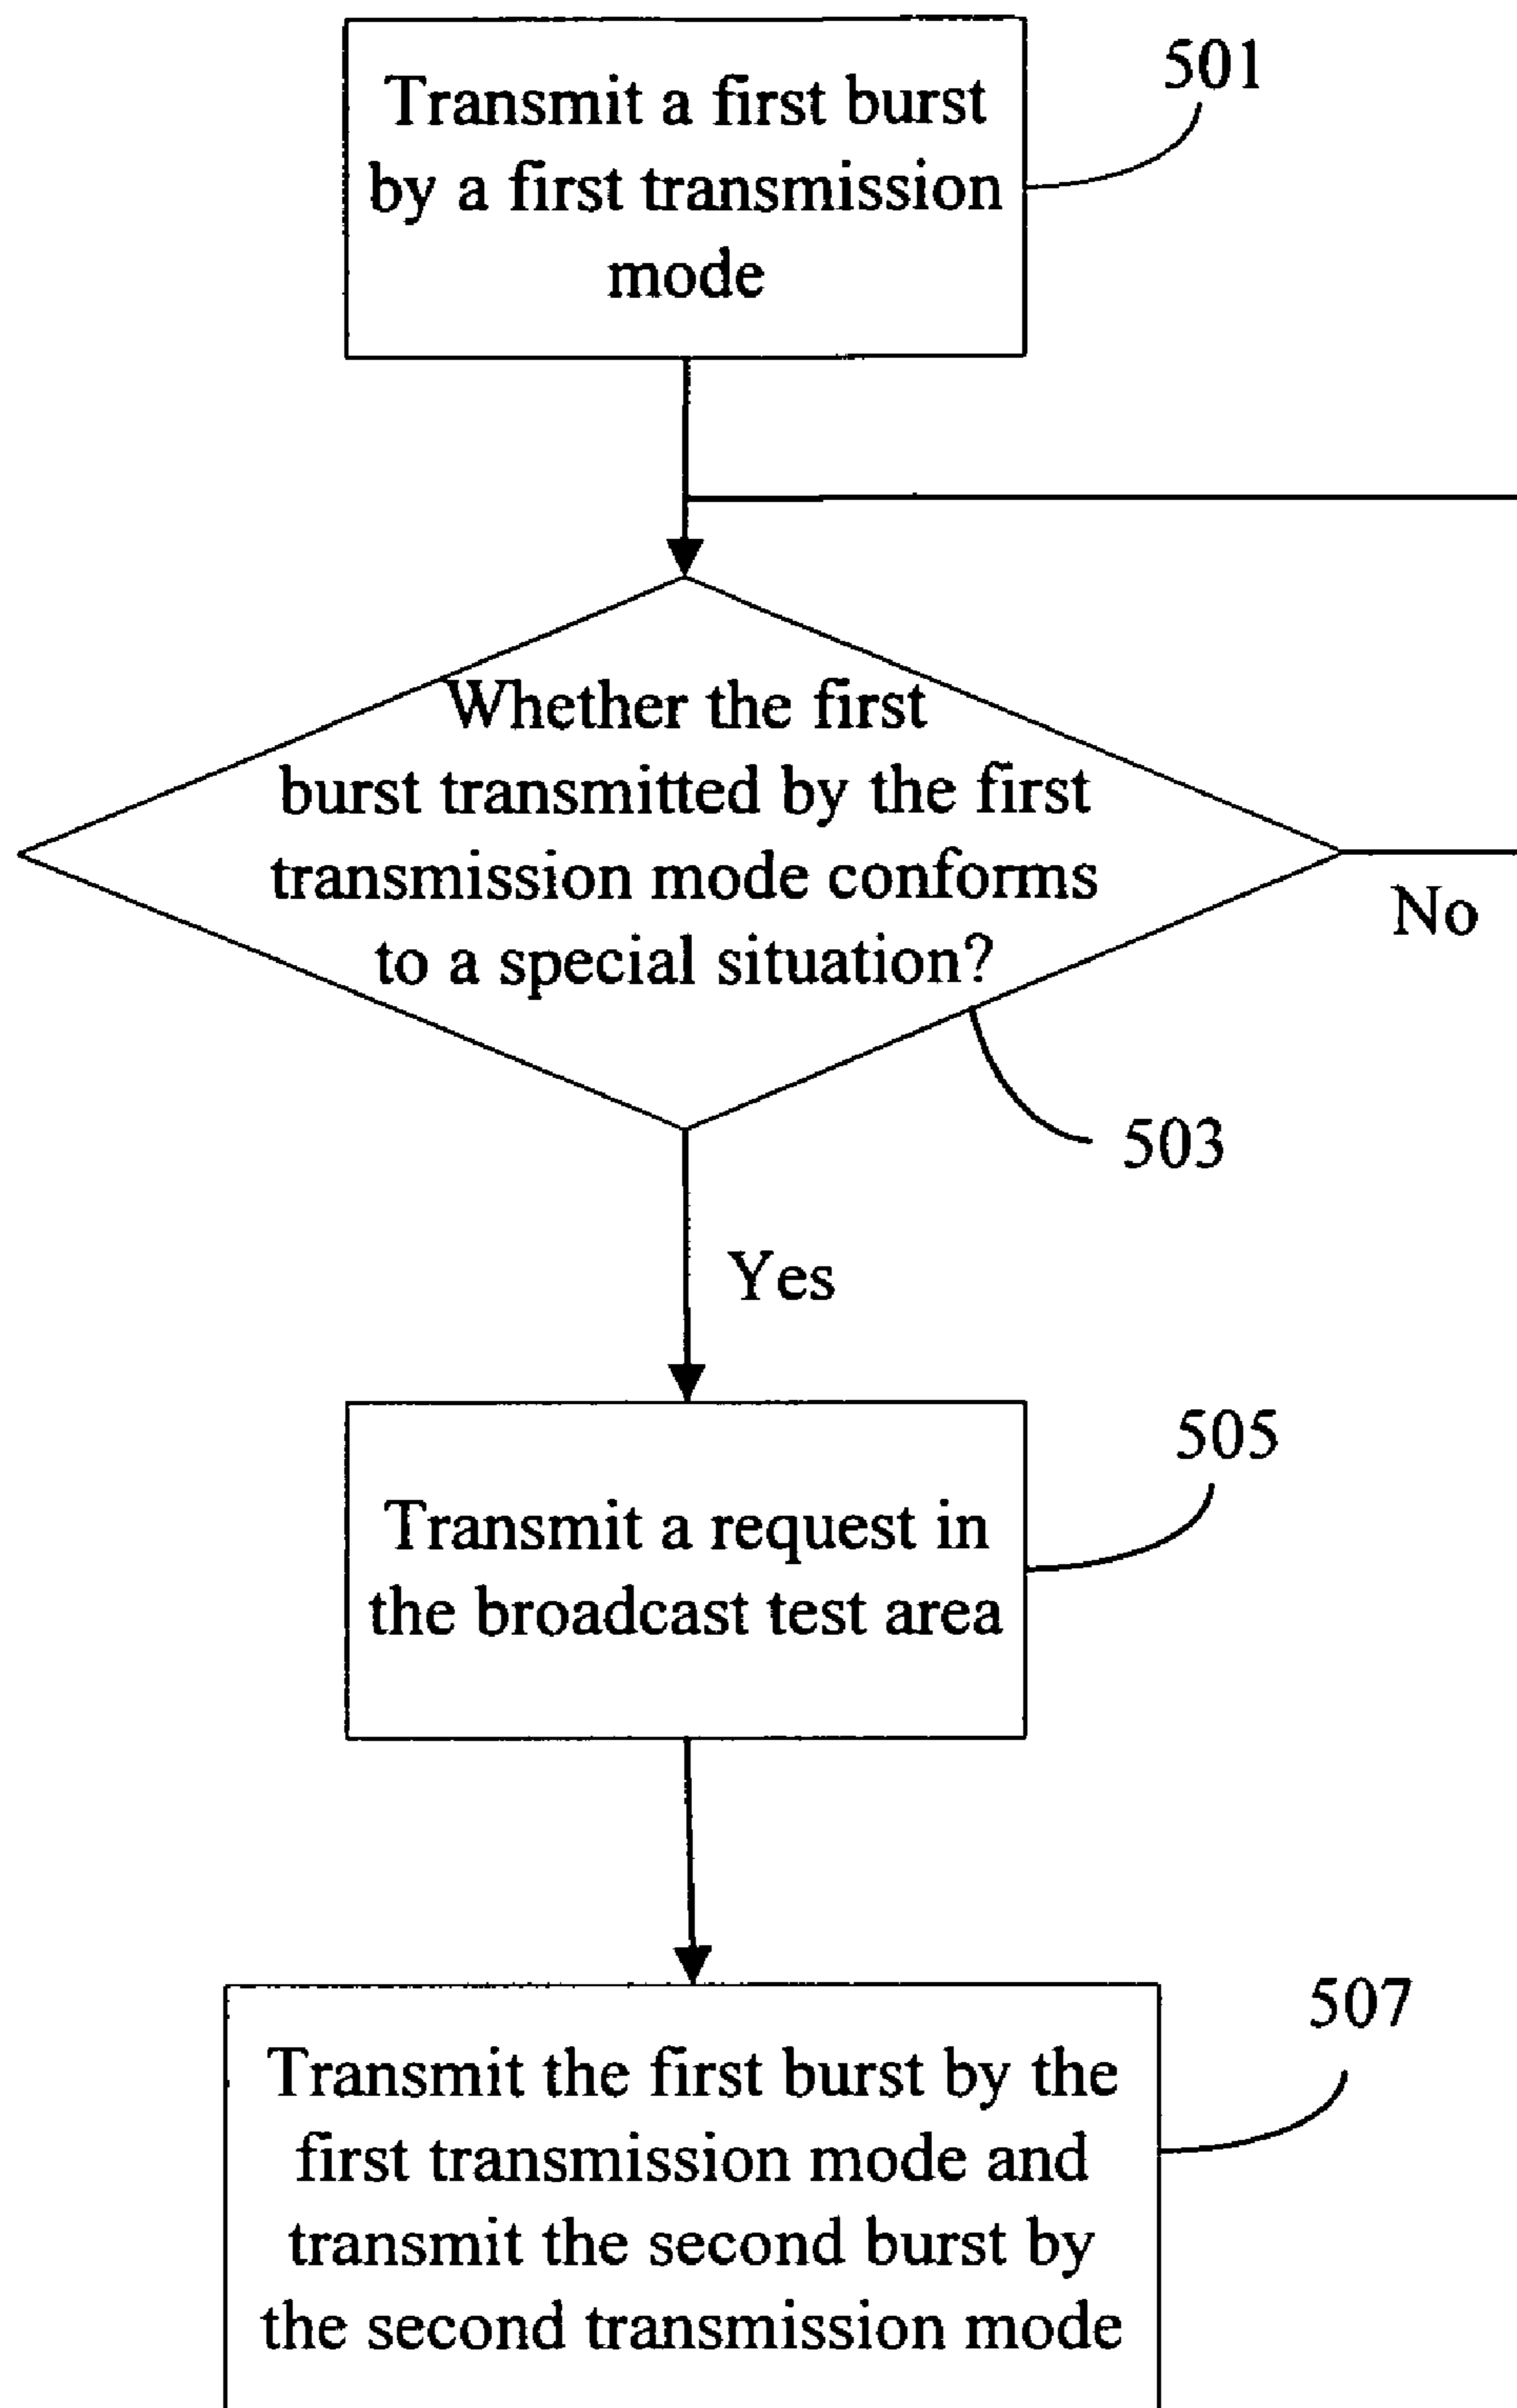 Transmit a first burst
by a first transmission
mode
501
Whether the first
burst transmitted by the first
transmission mode conforms
to a special situation?
No
503
Yes
Transmit a request in
the broadcast test area
505
Transmit the first burst by the
first transmission mode and
transmit the second burst by
the second transmission mode
507